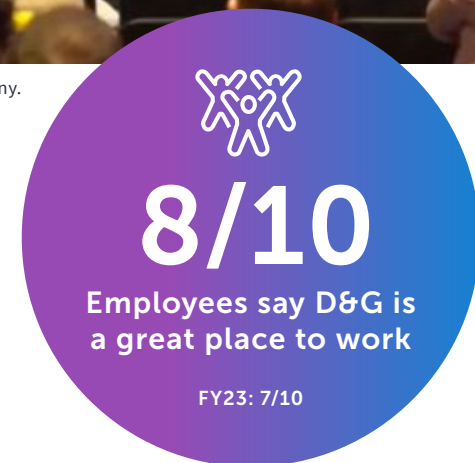 ny.
8/10
Employees say D&G is
a great place to work
FY23: 7/10